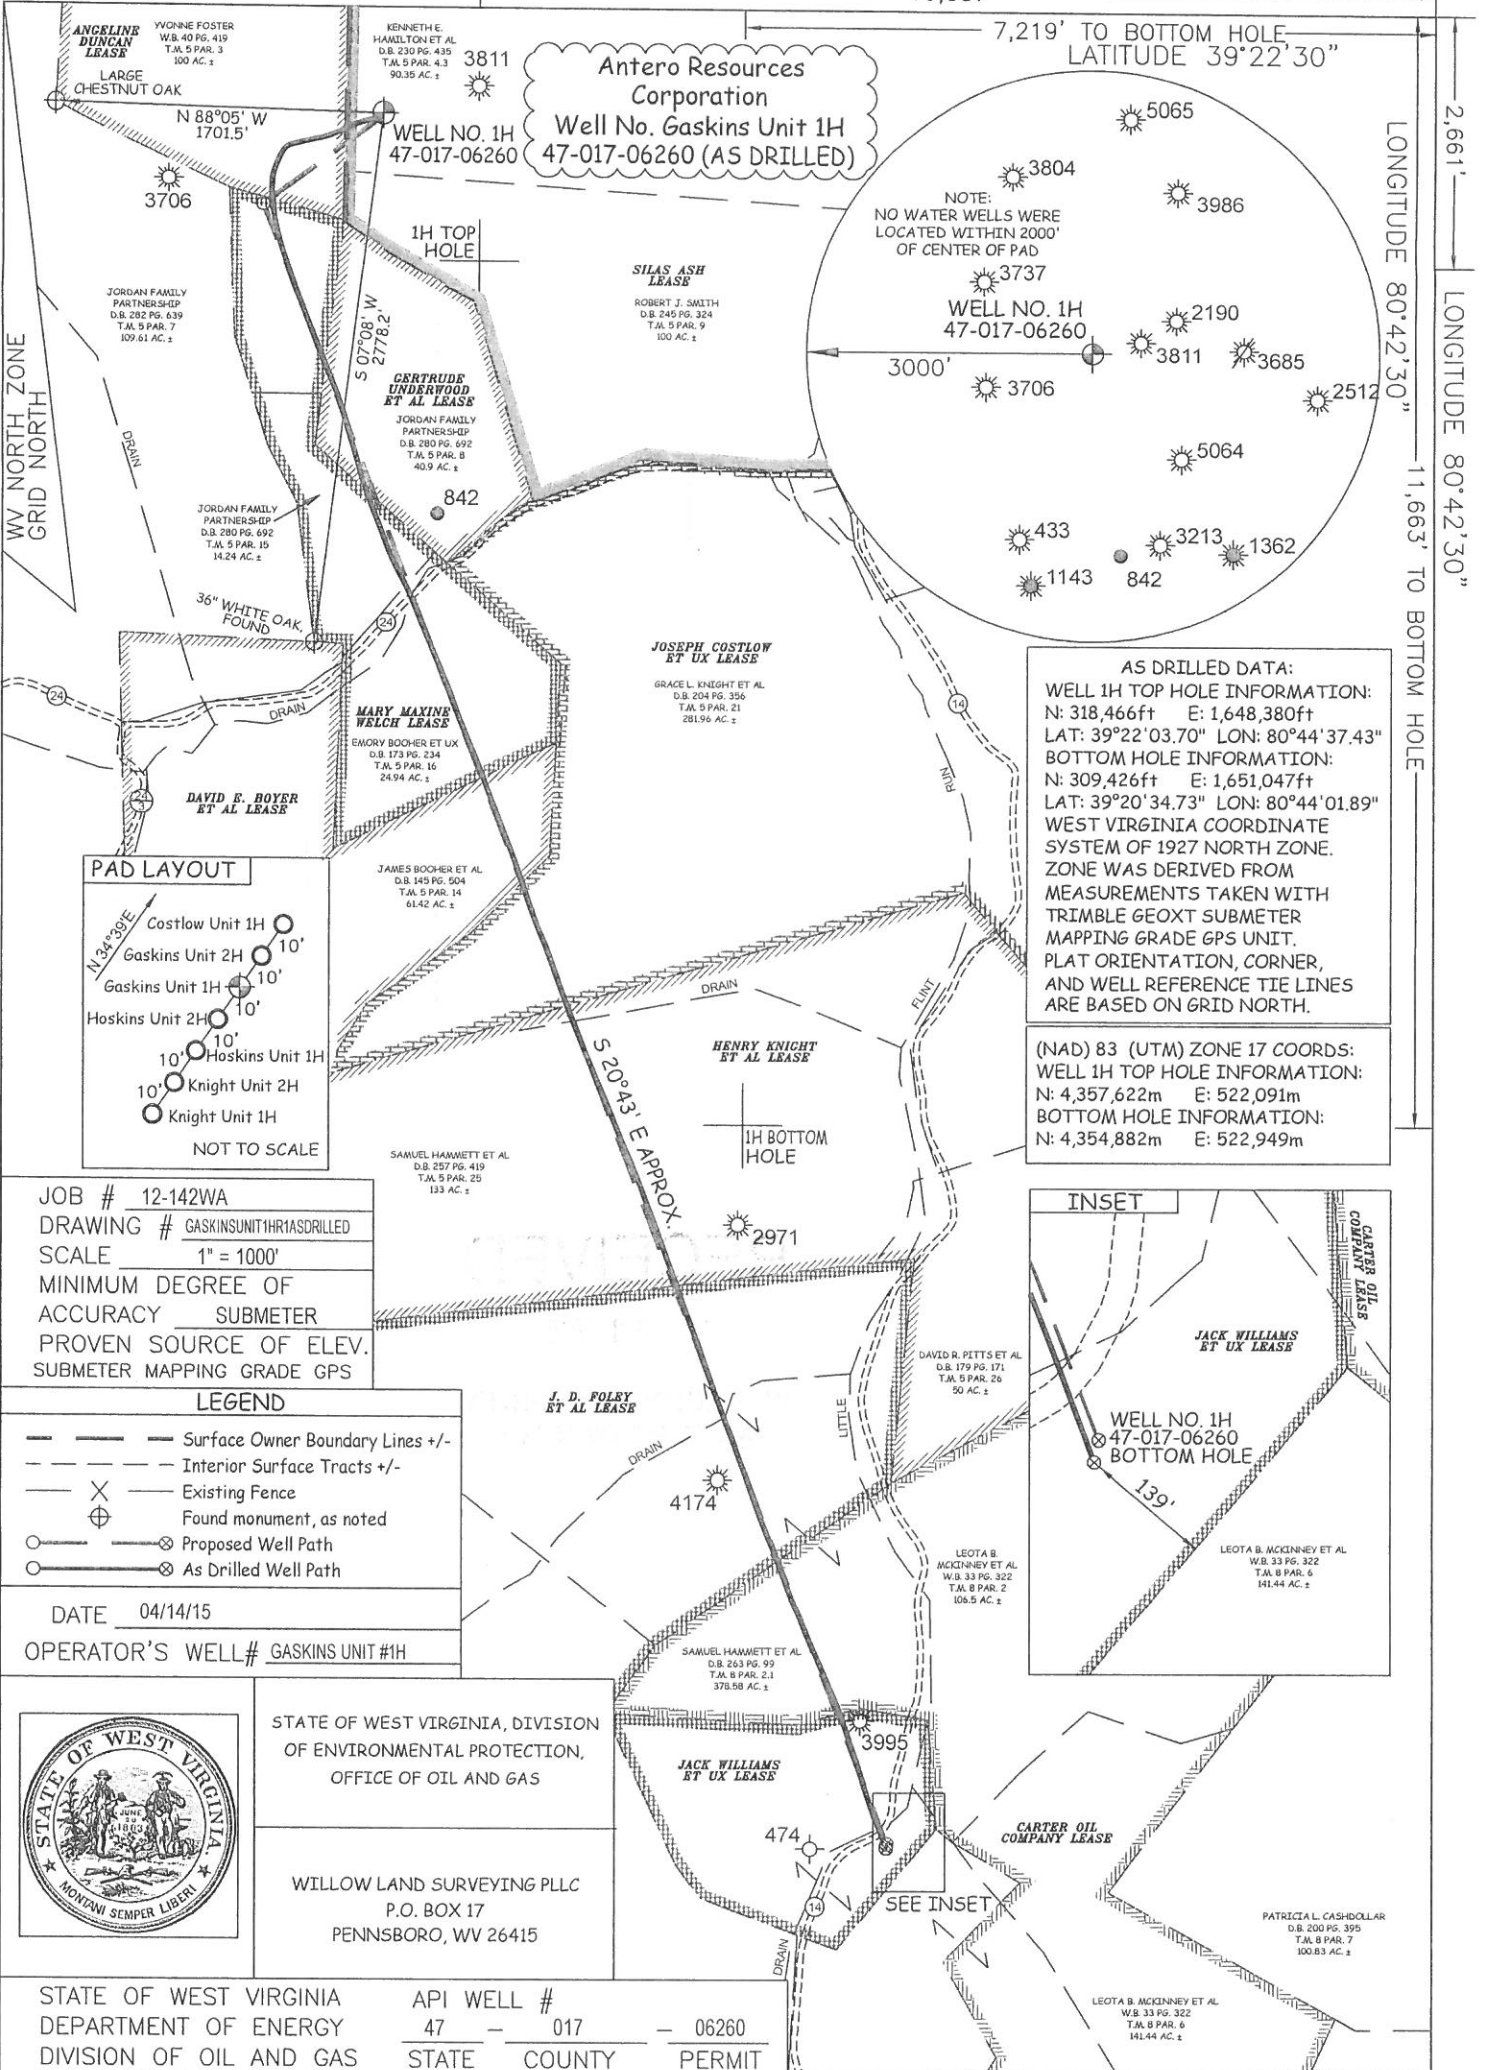 7,219' TO BOTTOM HOLE
LATITUDE 39°22'30"
2,661'
LONGITUDE 80°42'30"
LONGITUDE 80°42'30"
11,663' TO BOTTOM HOLE
ANGELINE
DUNCAN
LEASE
YVONNE FOSTER
W.B. 40 PG. 419
T.M. 5 PAR. 3
100 AC. ±
KENNETH E.
HAMILTON ET AL
D.B. 230 PG. 435
T.M. 5 PAR. 4.3
90.35 AC. ±
3811
Antero Resources
Corporation
Well No. Gaskins Unit 1H
47-017-06260 (AS DRILLED)
LARGE
CHESTNUT OAK
N 88°05' W
1701.5'
WELL NO. 1H
47-017-06260
3706
1H TOP
HOLE
SILAS ASH
LEASE
ROBERT J. SMITH
D.B. 245 PG. 324
T.M. 5 PAR. 9
100 AC. ±
JORDAN FAMILY
PARTNERSHIP
D.B. 282 PG. 639
T.M. 5 PAR. 7
109.61 AC. ±
WV NORTH ZONE
GRID NORTH
DRAIN
S 07°08' W
2778.2'
GERTRUDE
UNDERWOOD
ET AL LEASE
JORDAN FAMILY
PARTNERSHIP
D.B. 280 PG. 692
T.M. 5 PAR. 8
40.9 AC. ±
842
JORDAN FAMILY
PARTNERSHIP
D.B. 280 PG. 692
T.M. 5 PAR. 15
14.24 AC. ±
36" WHITE OAK,
FOUND
24
24
24
3
DRAIN
5065
3804
3986
NOTE:
NO WATER WELLS WERE
LOCATED WITHIN 2000'
OF CENTER OF PAD
3737
WELL NO. 1H
47-017-06260
2190
3811
3685
3000'
3706
2512
5064
433
3213
1362
1143
842
JOSEPH COSTLOW
ET UX LEASE
GRACE L. KNIGHT ET AL
D.B. 204 PG. 356
T.M. 5 PAR. 21
281.96 AC. ±
14
RUN
MARY MAXINE
WELCH LEASE
EMORY BOOHER ET UX
D.B. 173 PG. 234
T.M. 5 PAR. 16
24.94 AC. ±
DAVID E. BOYER
ET AL LEASE
JAMES BOOHER ET AL
D.B. 145 PG. 504
T.M. 5 PAR. 14
61.42 AC. ±
AS DRILLED DATA:
WELL 1H TOP HOLE INFORMATION:
N: 318,466ft E: 1,648,380ft
LAT: 39°22'03.70" LON: 80°44'37.43"
BOTTOM HOLE INFORMATION:
N: 309,426ft E: 1,651,047ft
LAT: 39°20'34.73" LON: 80°44'01.89"
WEST VIRGINIA COORDINATE
SYSTEM OF 1927 NORTH ZONE.
ZONE WAS DERIVED FROM
MEASUREMENTS TAKEN WITH
TRIMBLE GEOXT SUBMETER
MAPPING GRADE GPS UNIT.
PLAT ORIENTATION, CORNER,
AND WELL REFERENCE TIE LINES
ARE BASED ON GRID NORTH.
(NAD) 83 (UTM) ZONE 17 COORDS:
WELL 1H TOP HOLE INFORMATION:
N: 4,357,622m E: 522,091m
BOTTOM HOLE INFORMATION:
N: 4,354,882m E: 522,949m
PAD LAYOUT
N 34°39'E
Costlow Unit 1H
10'
Gaskins Unit 2H
10'
Gaskins Unit 1H
10'
Hoskins Unit 2H
10'
10' Hoskins Unit 1H
10' Knight Unit 2H
Knight Unit 1H
NOT TO SCALE
DRAIN
FLINT
HENRY KNIGHT
ET AL LEASE
S 20°43' E APPROX.
1H BOTTOM
HOLE
SAMUEL HAMMETT ET AL
D.B. 257 PG. 419
T.M. 5 PAR. 25
133 AC. ±
2971
JOB # 12-142WA
DRAWING # GASKINSUNIT1HR1ASDRILLED
SCALE 1" = 1000'
MINIMUM DEGREE OF
ACCURACY SUBMETER
PROVEN SOURCE OF ELEV.
SUBMETER MAPPING GRADE GPS
LEGEND
Surface Owner Boundary Lines +/-
Interior Surface Tracts +/-
Existing Fence
Found monument, as noted
Proposed Well Path
As Drilled Well Path
DATE 04/14/15
OPERATOR'S WELL# GASKINS UNIT #1H
J. D. FOLEY
ET AL LEASE
DRAIN
LITTLE
4174
DAVID R. PITTS ET AL
D.B. 179 PG. 171
T.M. 5 PAR. 26
50 AC. ±
LEOTA B.
MCKINNEY ET AL
W.B. 33 PG. 322
T.M. 8 PAR. 2
106.5 AC. ±
INSET
CARTER OIL
COMPANY LEASE
JACK WILLIAMS
ET UX LEASE
WELL NO. 1H
47-017-06260
BOTTOM HOLE
139'
LEOTA B. MCKINNEY ET AL
W.B. 33 PG. 322
T.M. 8 PAR. 6
141.44 AC. ±
SAMUEL HAMMETT ET AL
D.B. 263 PG. 99
T.M. 8 PAR. 2.1
378.58 AC. ±
3995
JACK WILLIAMS
ET UX LEASE
474
14
DRAIN
SEE INSET
CARTER OIL
COMPANY LEASE
PATRICIA L. CASHDOLLAR
D.B. 200 PG. 395
T.M. 8 PAR. 7
100.83 AC. ±
LEOTA B. MCKINNEY ET AL
W.B. 33 PG. 322
T.M. 8 PAR. 6
141.44 AC. ±
STATE OF WEST VIRGINIA.
JUNE
20
1863
MONTANI SEMPER LIBERI
STATE OF WEST VIRGINIA, DIVISION
OF ENVIRONMENTAL PROTECTION,
OFFICE OF OIL AND GAS
WILLOW LAND SURVEYING PLLC
P.O. BOX 17
PENNSBORO, WV 26415
STATE OF WEST VIRGINIA
DEPARTMENT OF ENERGY
DIVISION OF OIL AND GAS
API WELL #
47 – 017 – 06260
STATE COUNTY PERMIT